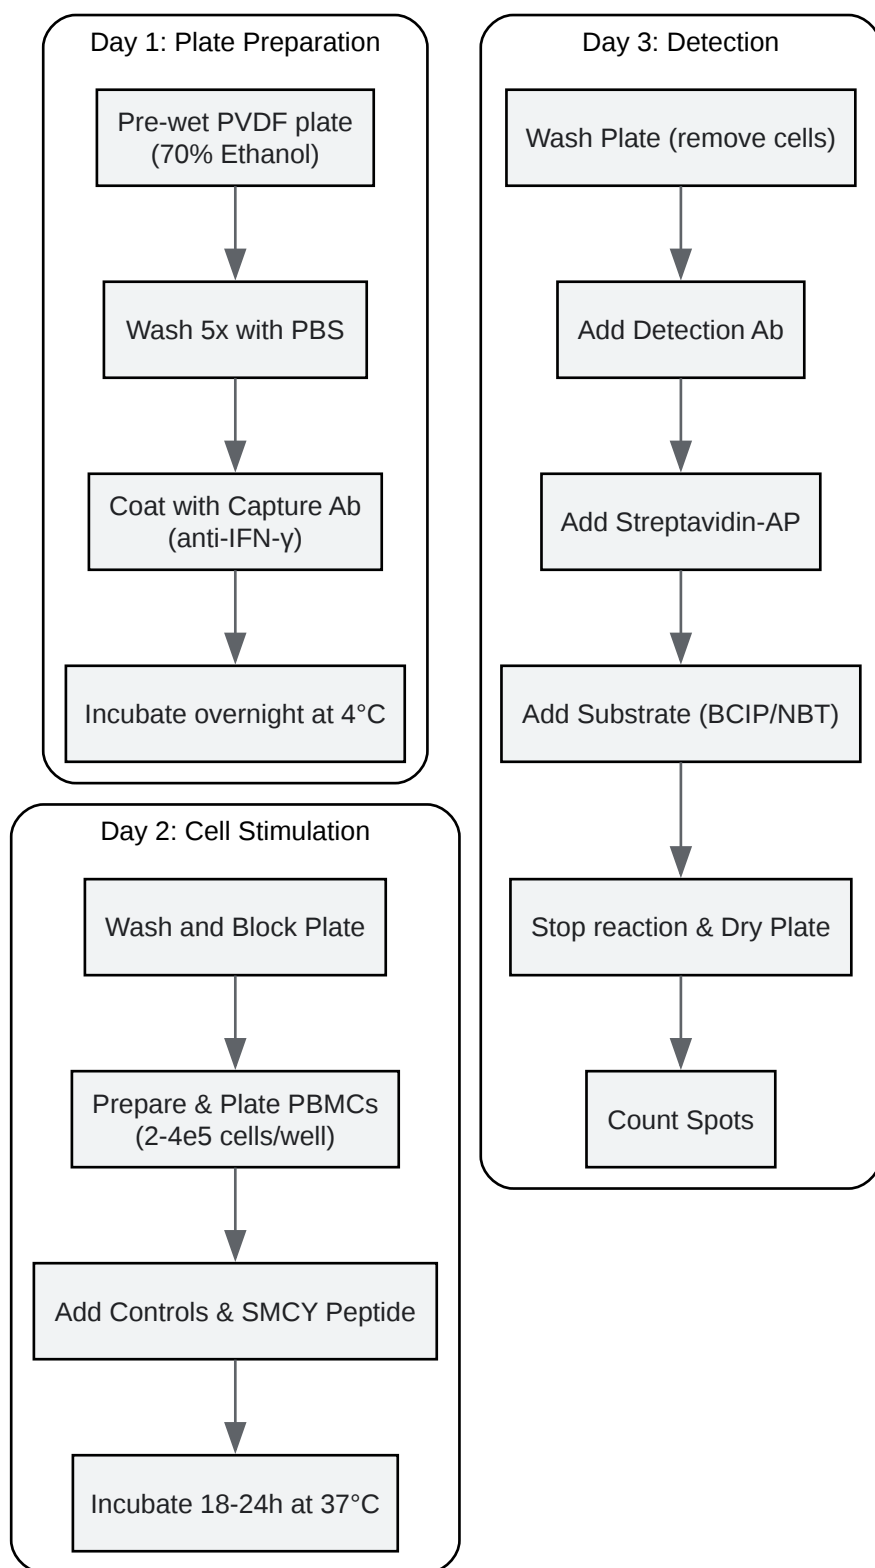 Day 1: Plate Preparation
Pre-wet PVDF plate
(70% Ethanol)
Wash 5x with PBS
Coat with Capture Ab
(anti-IFN-γ)
Incubate overnight at 4°C
Day 2: Cell Stimulation
Wash and Block Plate
Prepare & Plate PBMCs
(2-4e5 cells/well)
Add Controls & SMCY Peptide
Incubate 18-24h at 37°C
Day 3: Detection
Wash Plate (remove cells)
Add Detection Ab
Add Streptavidin-AP
Add Substrate (BCIP/NBT)
Stop reaction & Dry Plate
Count Spots